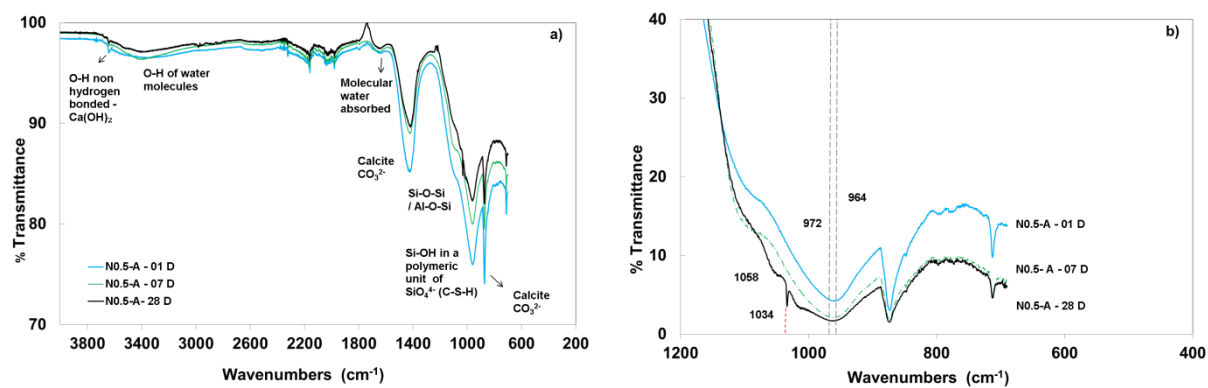 a)
100
90
80
70
% Transmittance
O-H non
hydrogen
bonded -
Ca(OH)₂
O-H of water
molecules
Molecular
water
absorbed
Calcite
CO₃²⁻
Si-O-Si
/ Al-O-Si
Si-OH in a
polymeric
unit of
SiO₄⁴⁻ (C-S-H)
Calcite
CO₃²⁻
N0.5-A - 01 D
N0.5-A - 07 D
N0.5-A- 28 D
3800 3400 3000 2600 2200 1800 1400 1000 600 200
Wavenumbers (cm⁻¹)
b)
40
30
20
10
0
% Transmittance
972
964
1058
1034
N0.5-A - 01 D
N0.5- A - 07 D
N0.5-A - 28 D
1200 1000 800 600 400
Wavenumbers (cm⁻¹)